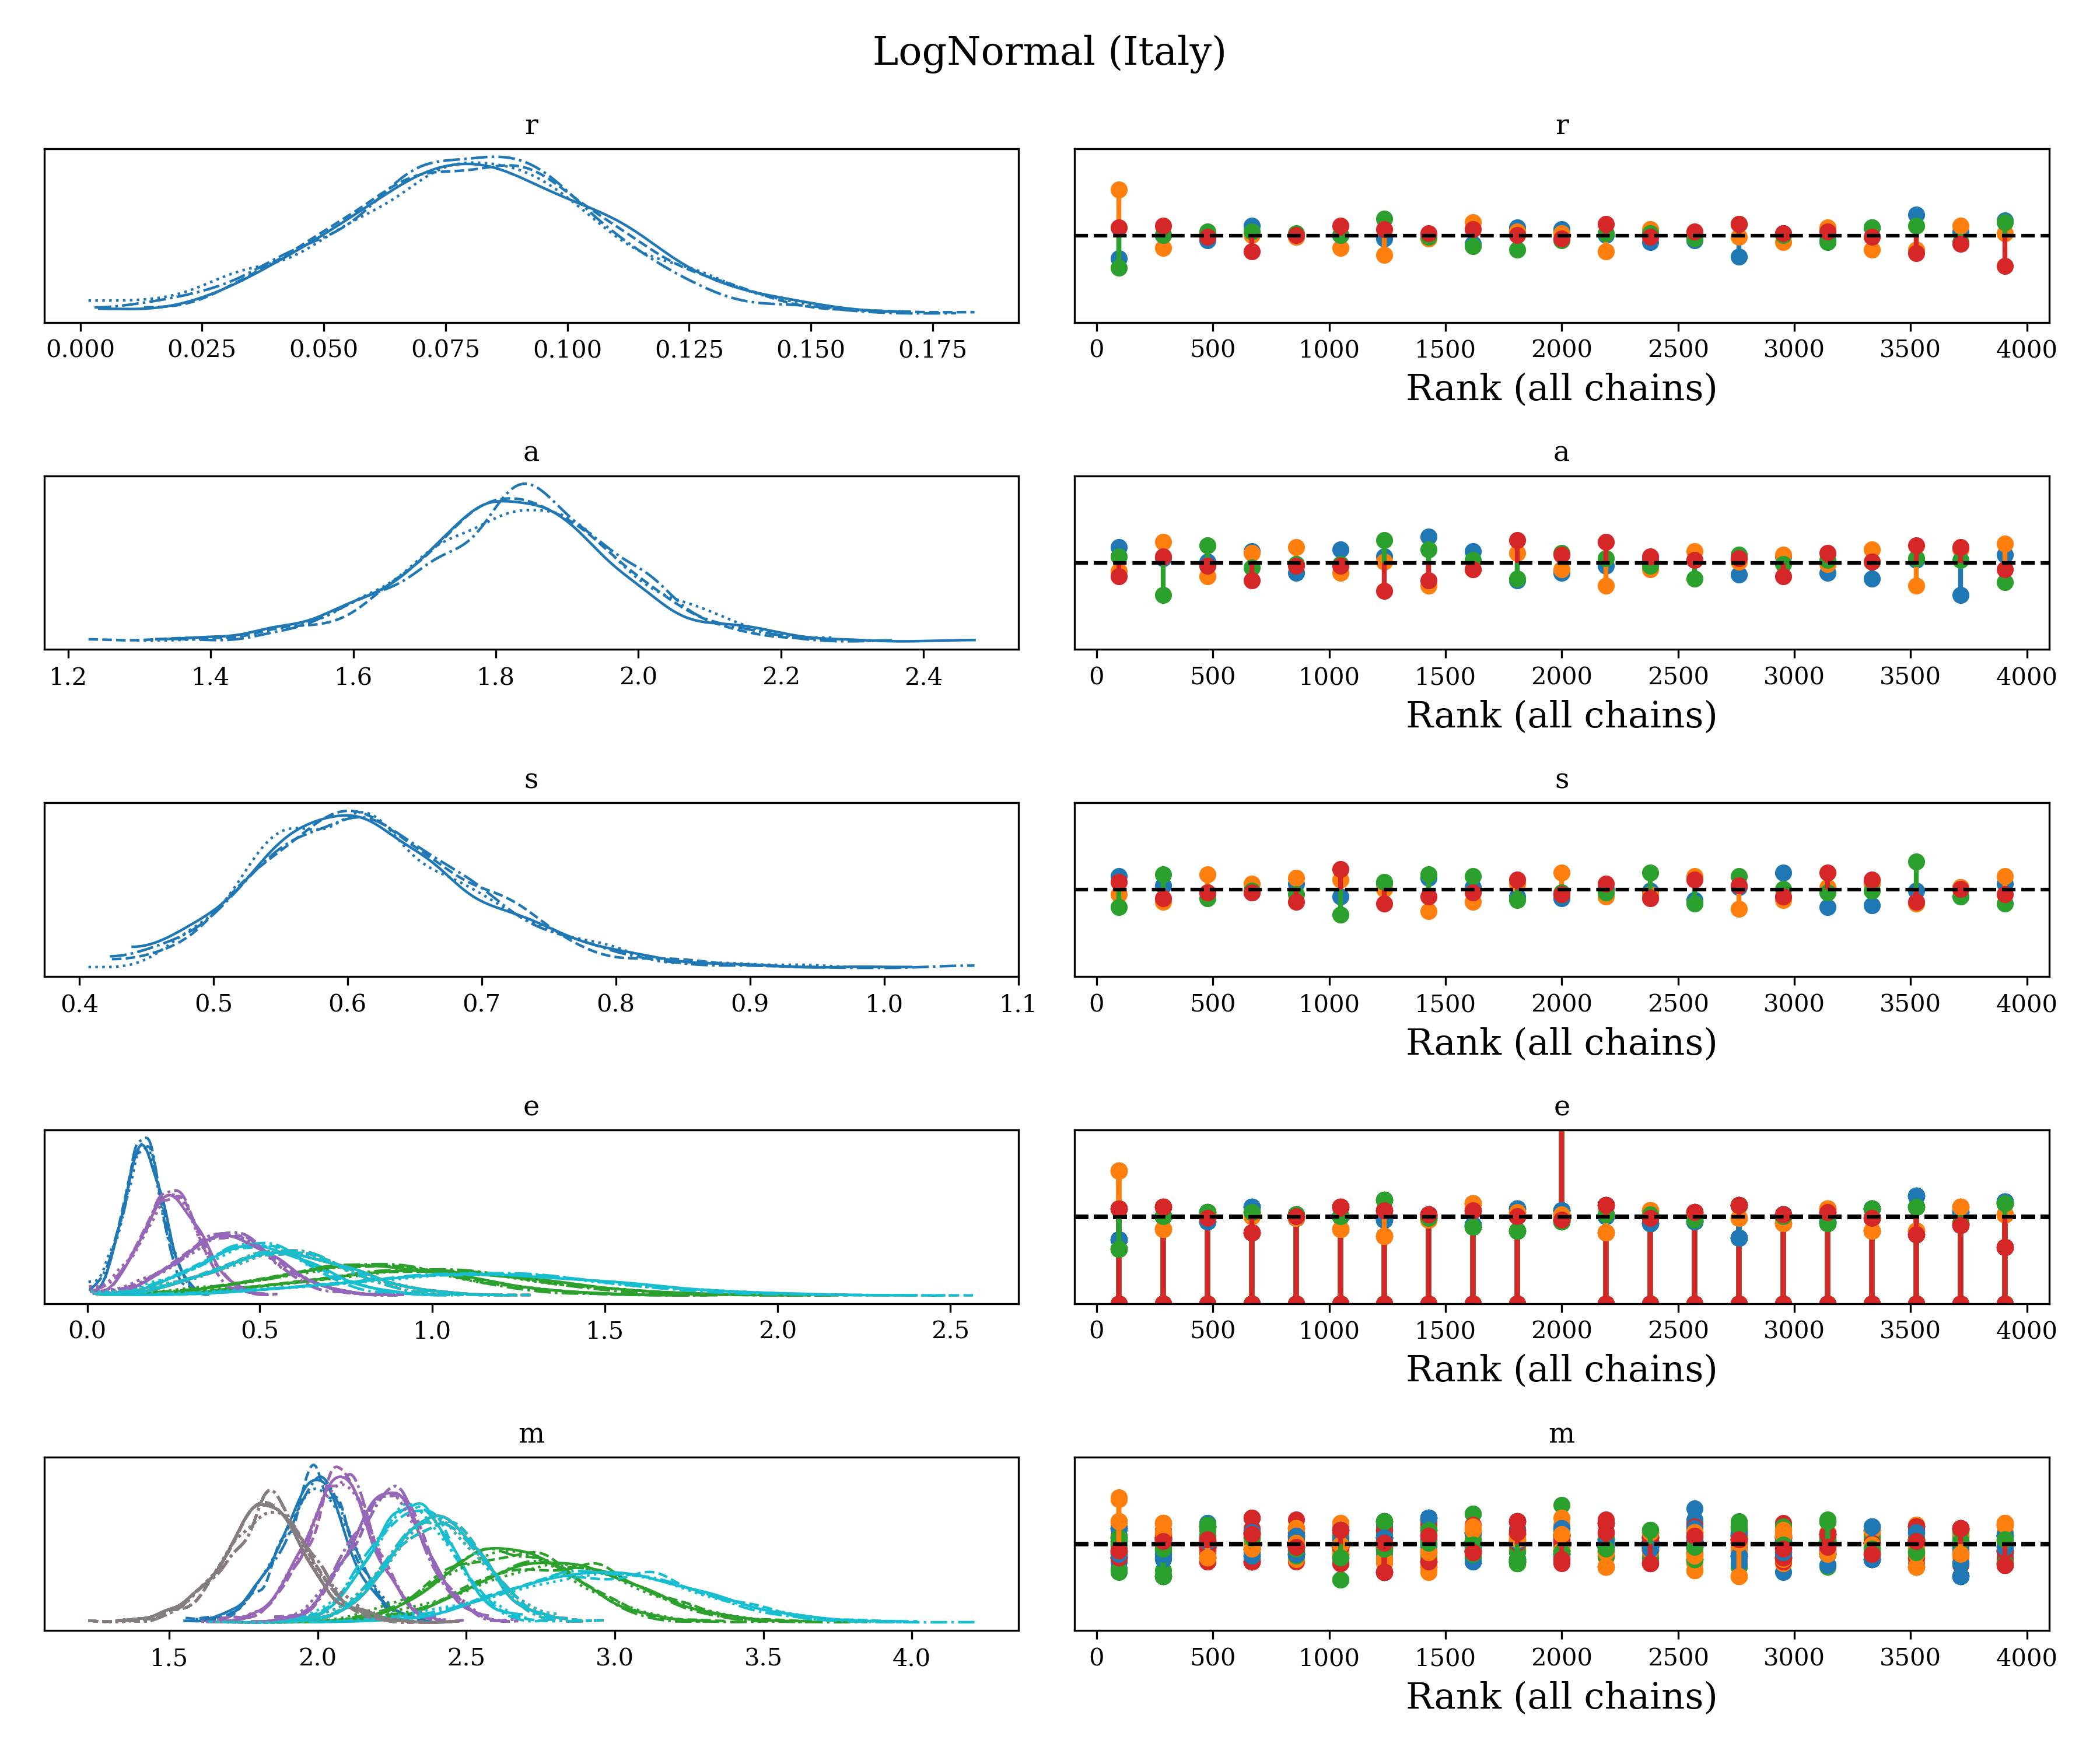 LogNormal (Italy)
r
r
0.000 0.025 0.050 0.075 0.100 0.125 0.150 0.175
0 500 1000 1500 2000 2500 3000 3500 4000
Rank (all chains)
a
a
1.2 1.4 1.6 1.8 2.0 2.2 2.4
0 500 1000 1500 2000 2500 3000 3500 4000
Rank (all chains)
s
s
0.4 0.5 0.6 0.7 0.8 0.9 1.0 1.1
0 500 1000 1500 2000 2500 3000 3500 4000
Rank (all chains)
e
e
0.0 0.5 1.0 1.5 2.0 2.5
0 500 1000 1500 2000 2500 3000 3500 4000
Rank (all chains)
m
m
1.5 2.0 2.5 3.0 3.5 4.0
0 500 1000 1500 2000 2500 3000 3500 4000
Rank (all chains)